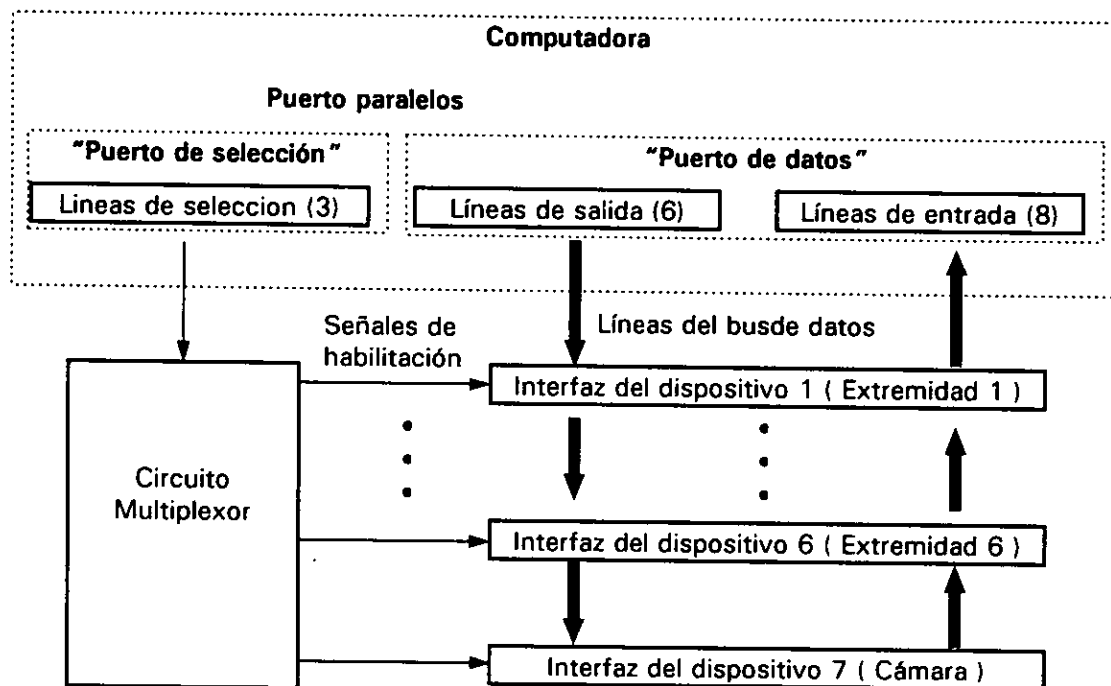 Computadora
Puerto paralelos
"Puerto de selección"
"Puerto de datos"
Lineas de seleccion (3)
Líneas de salida (6)
Líneas de entrada (8)
Señales de
habilitación
Líneas del busde datos
Interfaz del dispositivo 1 ( Extremidad 1 )
Circuito
Multiplexor
Interfaz del dispositivo 6 ( Extremidad 6 )
Interfaz del dispositivo 7 ( Cámara )